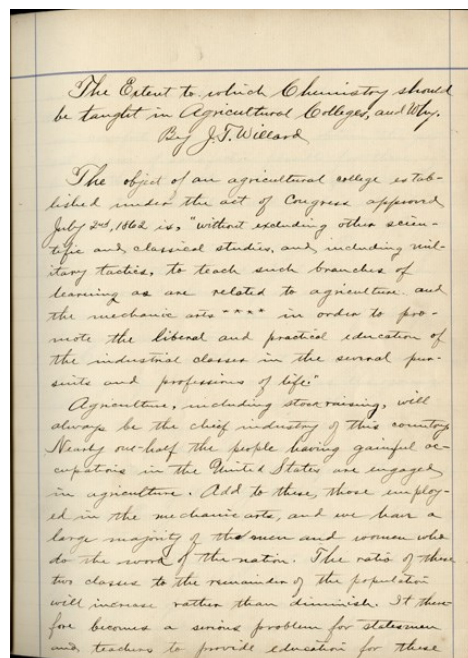 The Extent to which Chemistry should
be taught in Agricultural Colleges, and Why.
By J.T. Willard
The object of an agricultural college estab-
lished under the act of Congress approved
July 2nd, 1862 is, "without excluding other scien-
tific and classical studies, and including mil-
itary tactics, to teach such branches of
learning as are related to agriculture and
the mechanic arts **** in order to pro-
mote the liberal and practical education of
the industrial classes in the several pur-
suits and professions of life."
Agriculture, including stock raising, will
always be the chief industry of this country.
Nearly one-half the people having gainful oc-
cupations in the United States are engaged
in agriculture. Add to these, those employ-
ed in the mechanic arts, and we have a
large majority of the men and women who
do the work of the nation. The ratio of these
two classes to the remainder of the population
will increase rather than diminish. It there-
fore becomes a serious problem for statesmen
and teachers to provide education for these